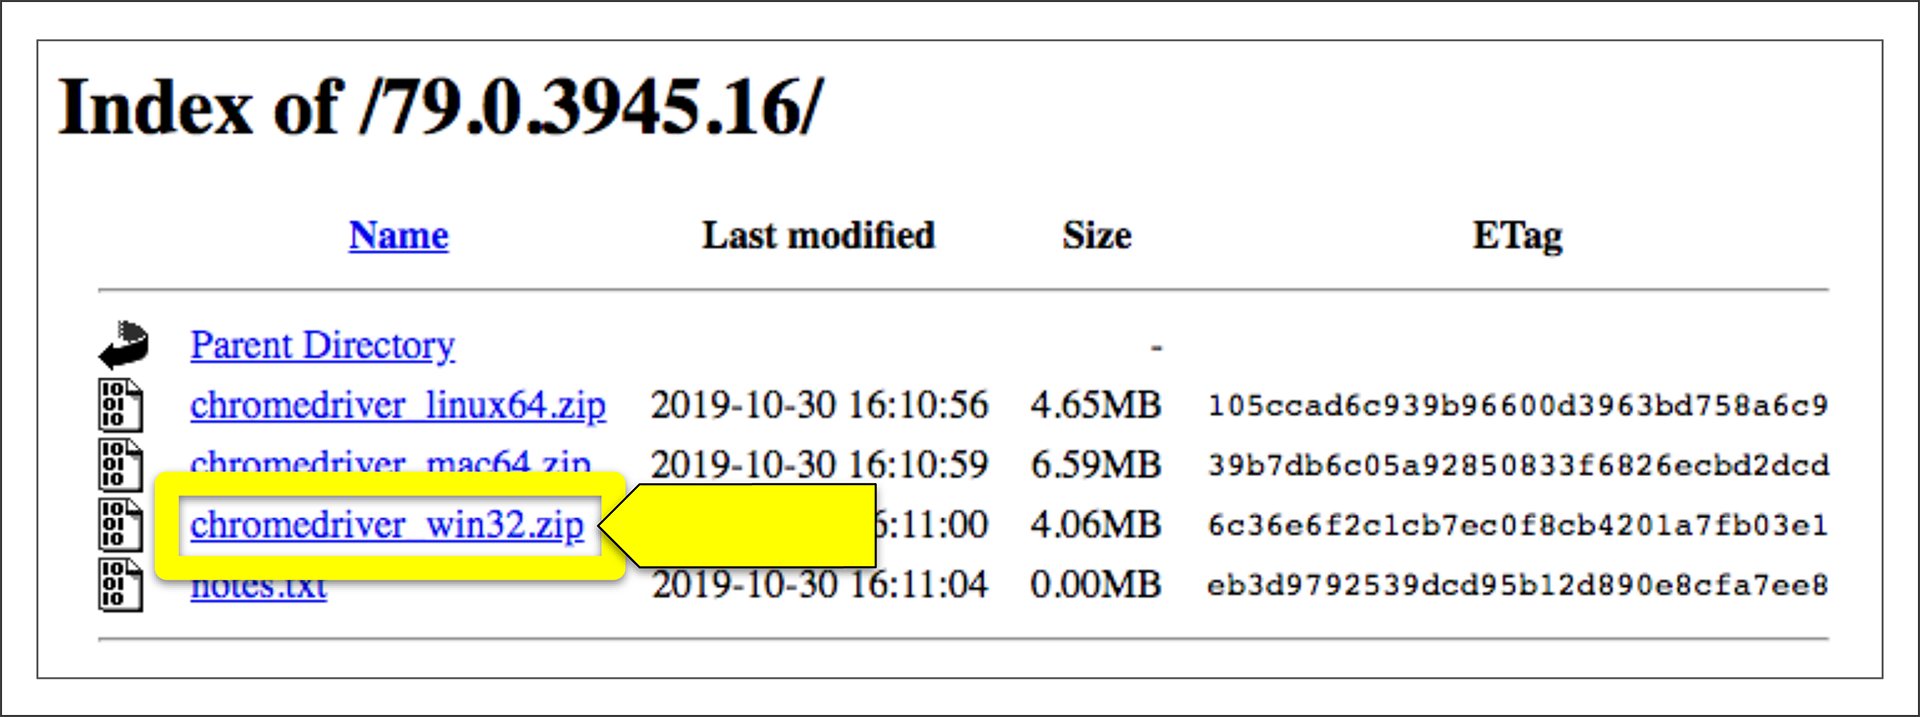 Index of /79.0.3945.16/
Name Last modified Size ETag
Parent Directory -
chromedriver_linux64.zip 2019-10-30 16:10:56 4.65MB 105ccad6c939b96600d3963bd758a6c9
chromedriver_mac64.zip 2019-10-30 16:10:59 6.59MB 39b7db6c05a92850833f6826ecbd2dcd
chromedriver_win32.zip :11:00 4.06MB 6c36e6f2c1cb7ec0f8cb4201a7fb03e1
notes.txt 2019-10-30 16:11:04 0.00MB eb3d9792539dcd95b12d890e8cfa7ee8